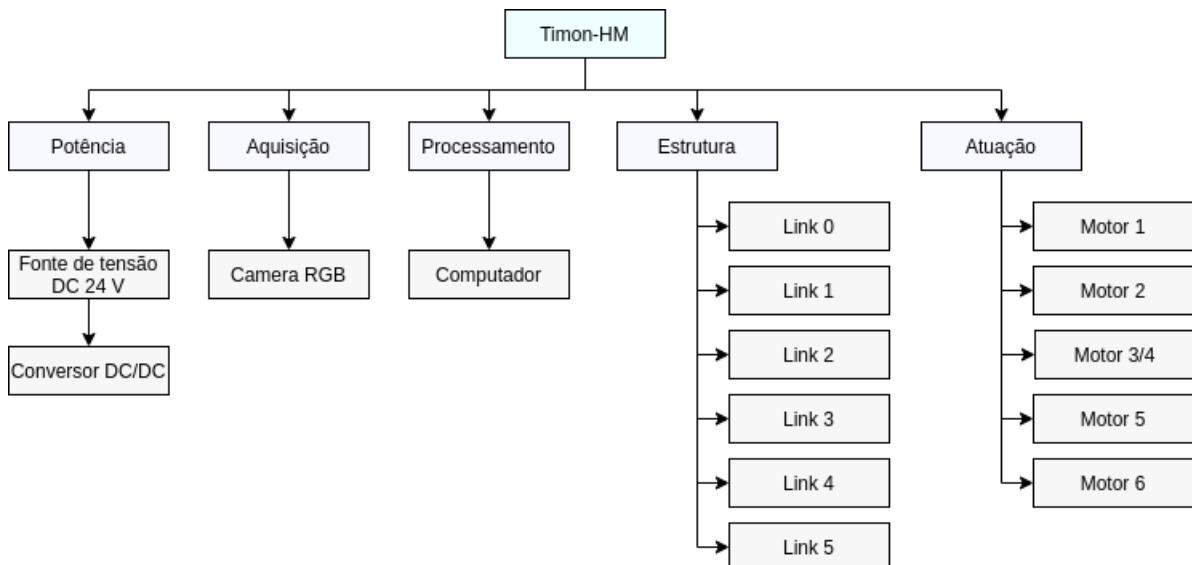 Timon-HM
Potência
Aquisição
Processamento
Estrutura
Atuação
Fonte de tensão
DC 24 V
Conversor DC/DC
Camera RGB
Computador
Link 0
Link 1
Link 2
Link 3
Link 4
Link 5
Motor 1
Motor 2
Motor 3/4
Motor 5
Motor 6